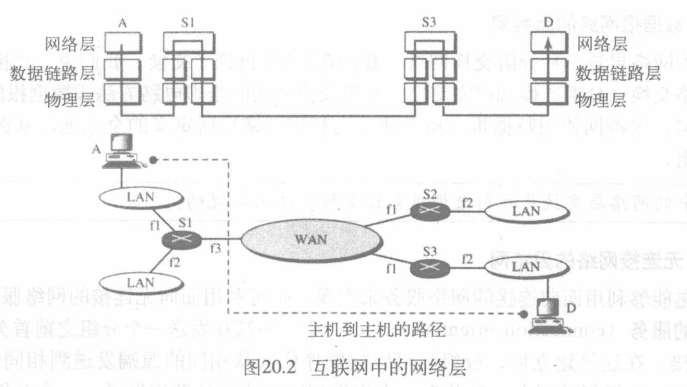 A S1 S3 D
网络层 网络层
数据链路层 数据链路层
物理层 物理层
A
LAN
f1 S1
f3
f2
LAN
WAN
S2
f1 f2
LAN
S3
f1 f2
LAN
D
主机到主机的路径
图20.2 互联网中的网络层